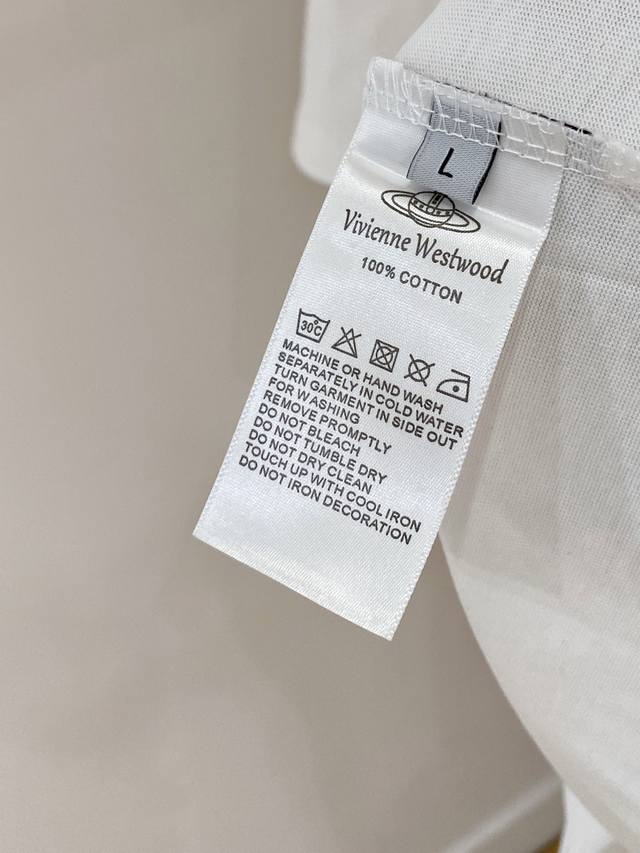 L
Vivienne Westwood
100% COTTON
30°C
MACHINE OR HAND WASH
SEPARATELY IN COLD WATER
TURN GARMENT IN SIDE OUT
FOR WASHING
REMOVE PROMPTLY
DO NOT BLEACH
DO NOT TUMBLE DRY
DO NOT DRY CLEAN
TOUCH UP WITH COOL IRON
DO NOT IRON DECORATION